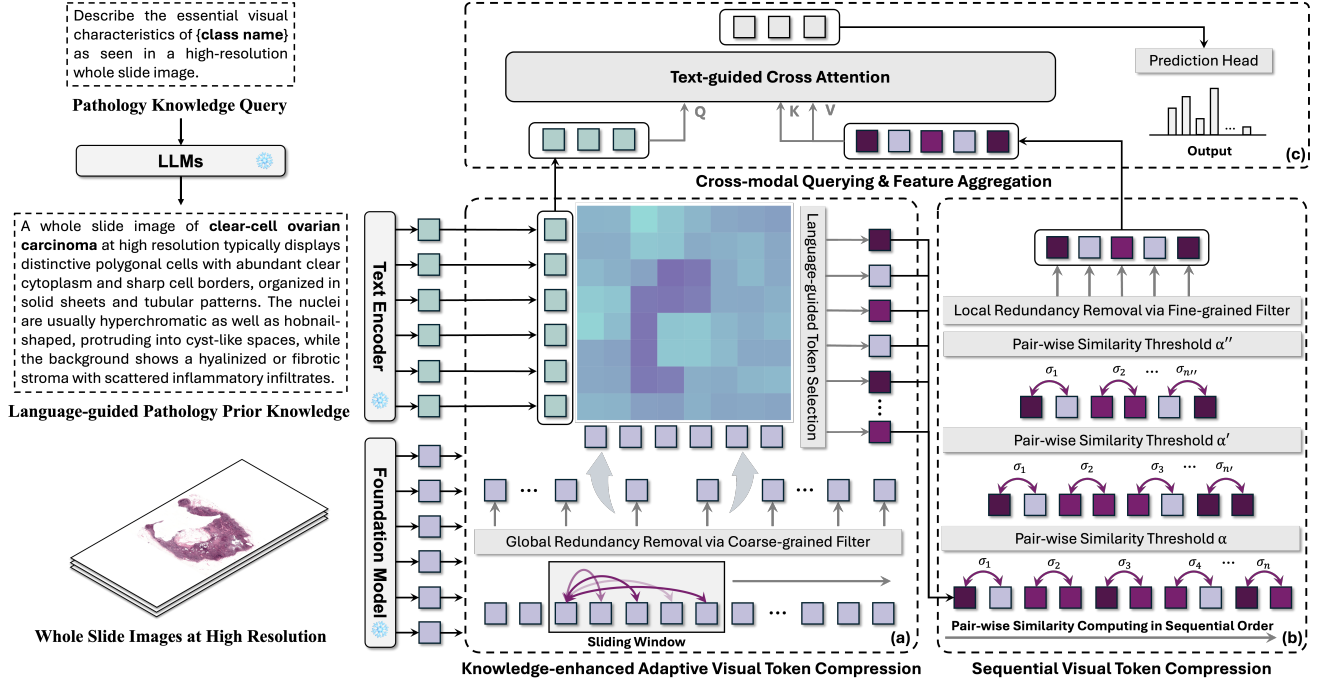 Describe the essential visual
characteristics of {class name}
as seen in a high-resolution
whole slide image.
Pathology Knowledge Query
LLMs
A whole slide image of clear-cell ovarian
carcinoma at high resolution typically displays
distinctive polygonal cells with abundant clear
cytoplasm and sharp cell borders, organized in
solid sheets and tubular patterns. The nuclei
are usually hyperchromatic as well as hobnail-
shaped, protruding into cyst-like spaces, while
the background shows a hyalinized or fibrotic
stroma with scattered inflammatory infiltrates.
Language-guided Pathology Prior Knowledge
Whole Slide Images at High Resolution
Text Encoder
Foundation Model
Text-guided Cross Attention
Q
K
V
Prediction Head
...
Output
(c)
Cross-modal Querying & Feature Aggregation
Language-guided Token Selection
...
... ...
Global Redundancy Removal via Coarse-grained Filter
...
Sliding Window
(a)
Knowledge-enhanced Adaptive Visual Token Compression
Local Redundancy Removal via Fine-grained Filter
Pair-wise Similarity Threshold α′′
σ1 σ2 ... σn′′
Pair-wise Similarity Threshold α′
σ1 σ2 σ3 ... σn′
Pair-wise Similarity Threshold α
σ1 σ2 σ3 σ4 ... σn
Pair-wise Similarity Computing in Sequential Order
(b)
Sequential Visual Token Compression